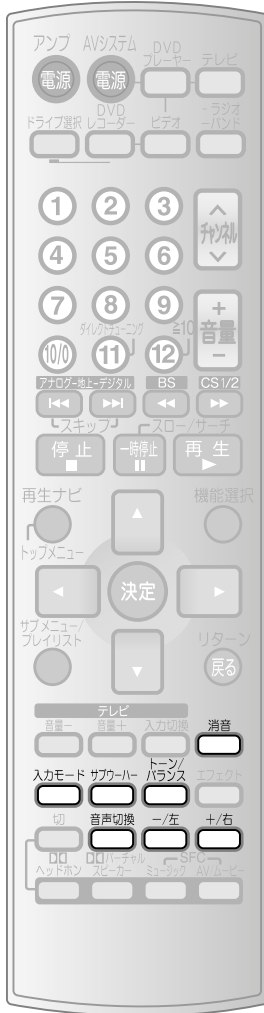 アンプ AVシステム DVD
プレーヤー テレビ
電源 電源
ドライブ選択 DVD
レコーダー ビデオ -ラジオ
-バンド
1 2 3
チャンネル
4 5 6
7 8 9 +
ダイレクトチューニング ≧10 音量
10/0 11 12 −
アナログ-地上-デジタル BS CS1/2
スキップ スロー/サーチ
停止 一時停止 再生
再生ナビ 機能選択
トップメニュー
決定
サブメニュー/
プレイリスト リターン
戻る
テレビ
音量− 音量+ 入力切換 消音
入力モード サブウーハー トーン/
バランス エフェクト
切 音声切換 −/左 +/右
ヘッドホン バーチャル
スピーカー SFC
ミュージック AV/ムービー